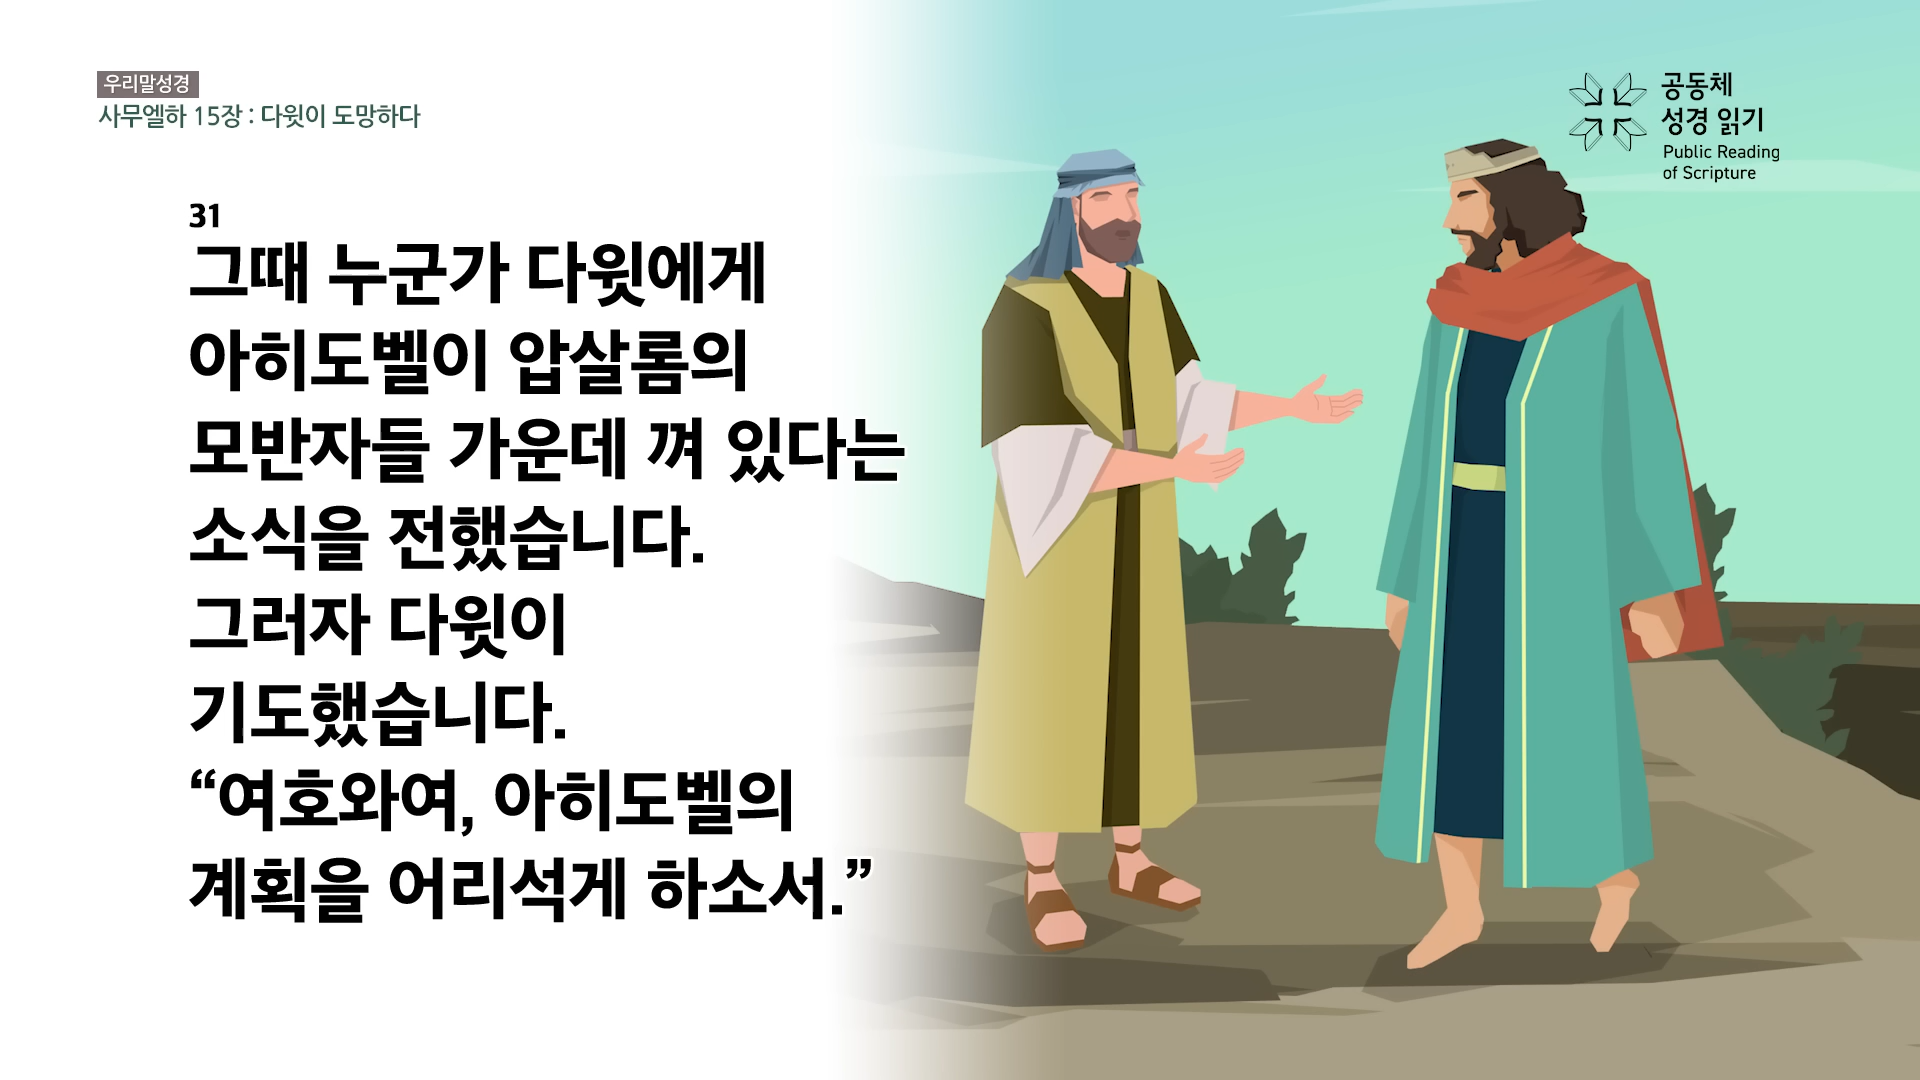 우리말성경
사무엘하 15장 : 다윗이 도망하다
공동체
성경 읽기
Public Reading
of Scripture
31
그때 누군가 다윗에게
아히도벨이 압살롬의
모반자들 가운데 껴 있다는
소식을 전했습니다.
그러자 다윗이
기도했습니다.
“여호와여, 아히도벨의
계획을 어리석게 하소서.”